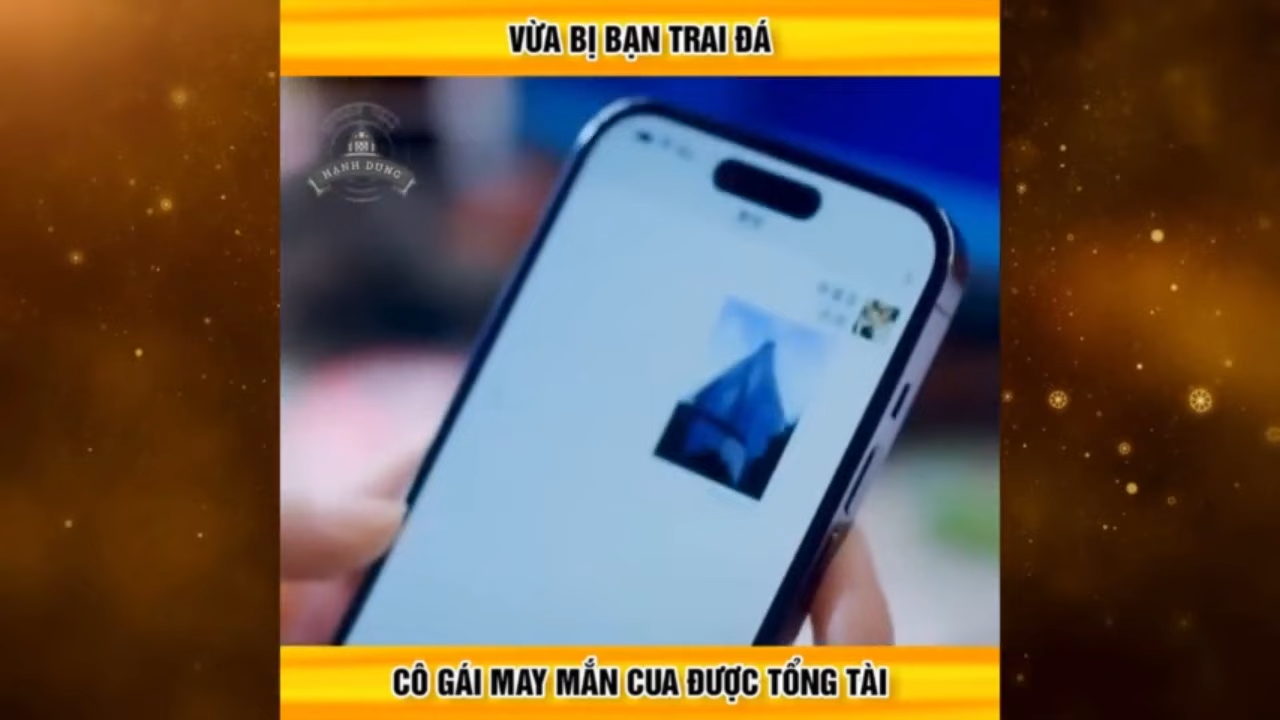 VỪA BỊ BẠN TRAI ĐÁ
HẠNH DUNG
CÔ GÁI MAY MẮN CUA ĐƯỢC TỔNG TÀI